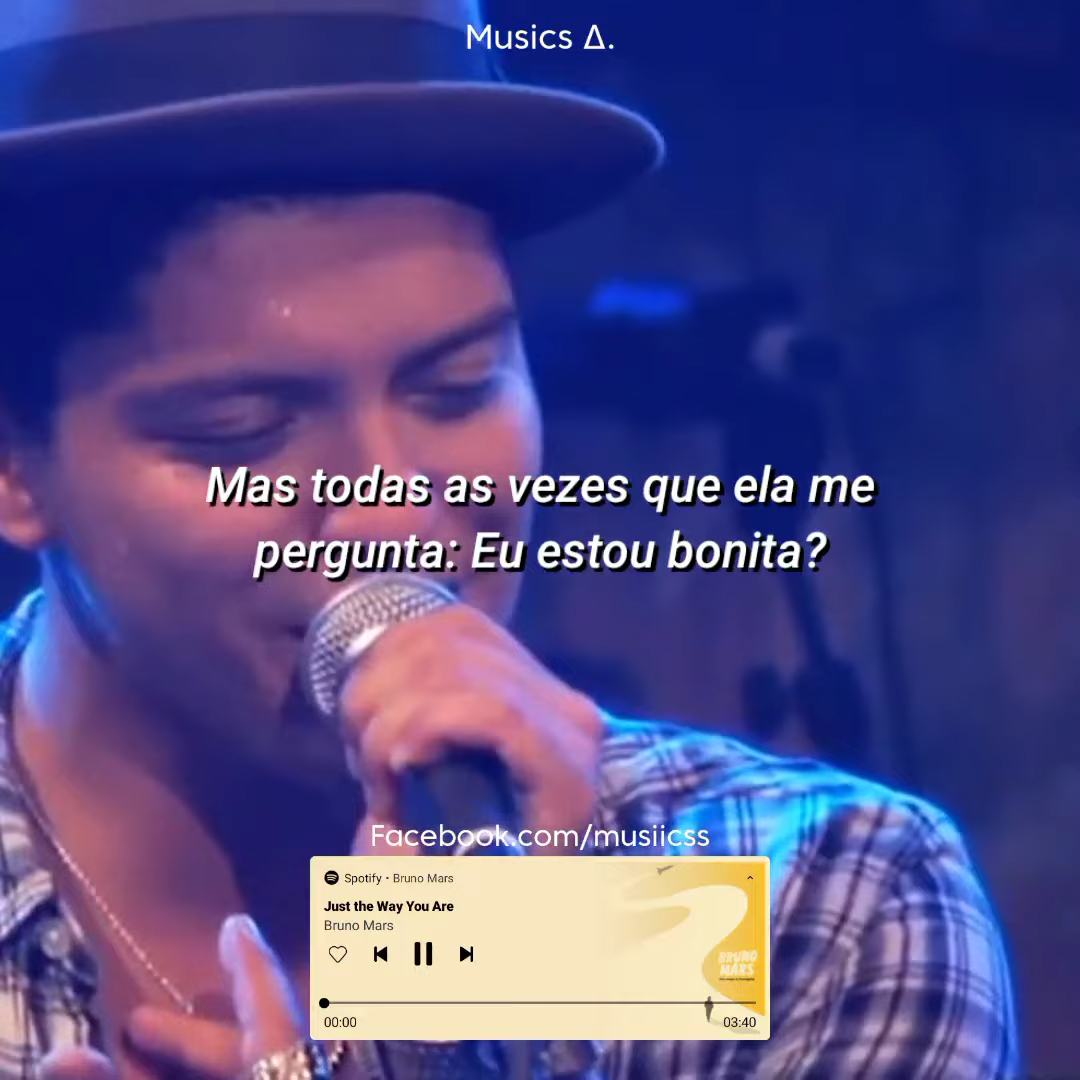 Musics Δ.
Mas todas as vezes que ela me
pergunta: Eu estou bonita?
Facebook.com/musiicss
Spotify • Bruno Mars
Just the Way You Are
Bruno Mars
BRUNO
MARS
00:00
03:40